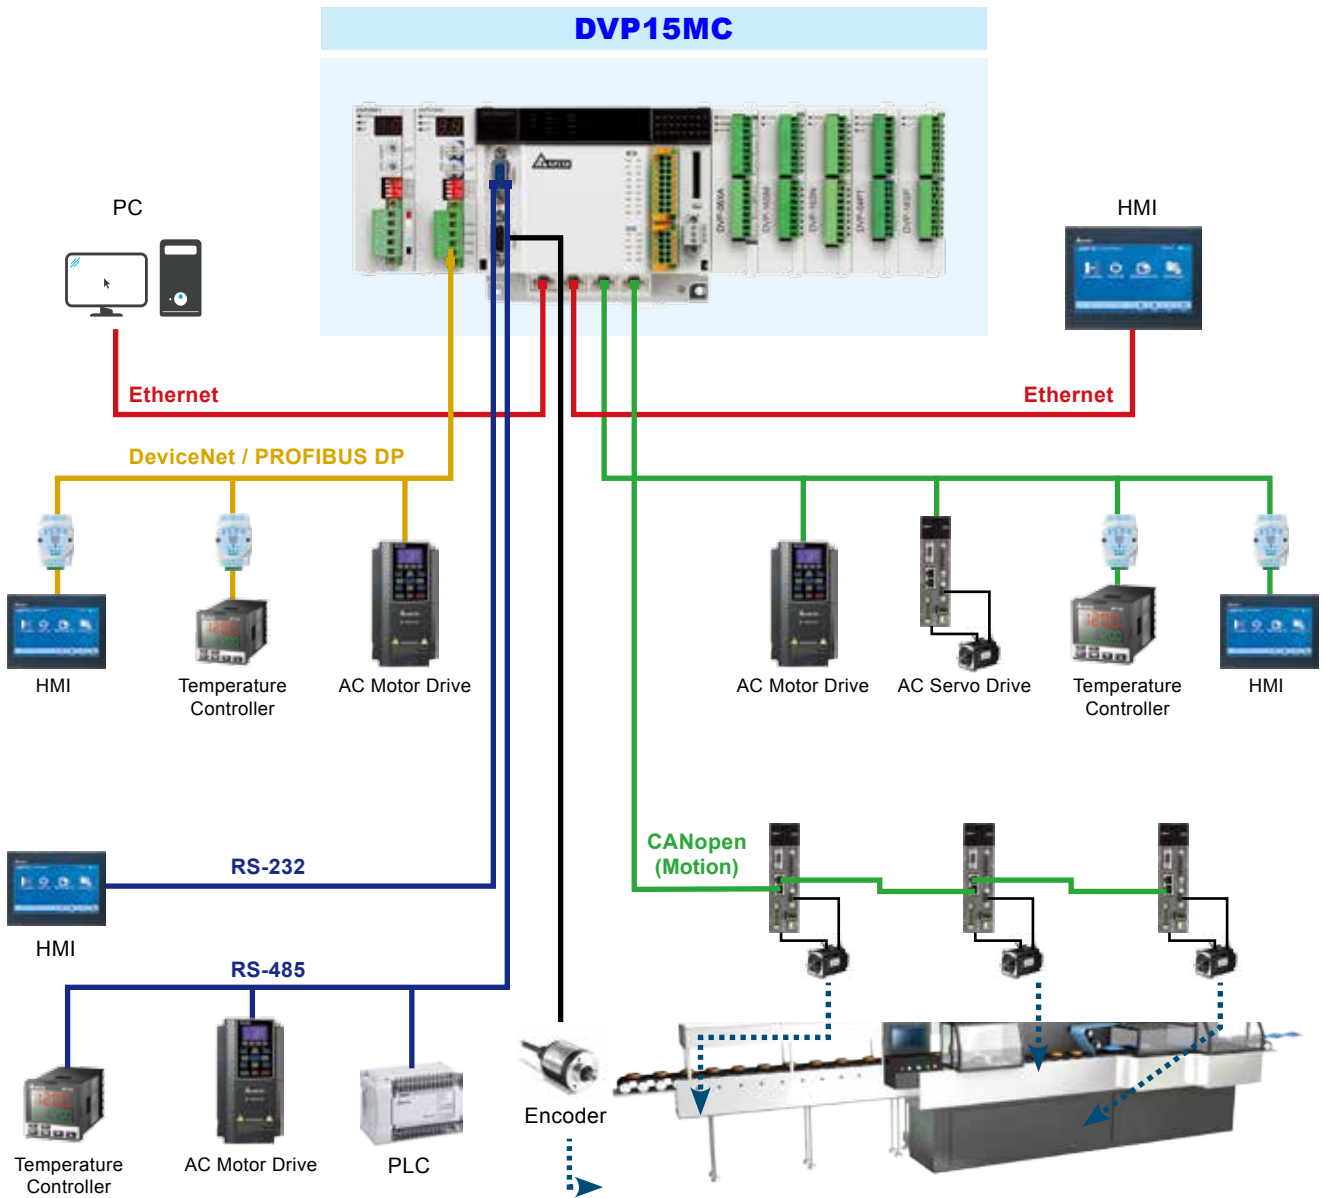 DVP15MC
PC
HMI
Ethernet
Ethernet
DeviceNet / PROFIBUS DP
HMI
Temperature
Controller
AC Motor Drive
AC Motor Drive
AC Servo Drive
Temperature
Controller
HMI
CANopen
(Motion)
RS-232
HMI
RS-485
Temperature
Controller
AC Motor Drive
PLC
Encoder